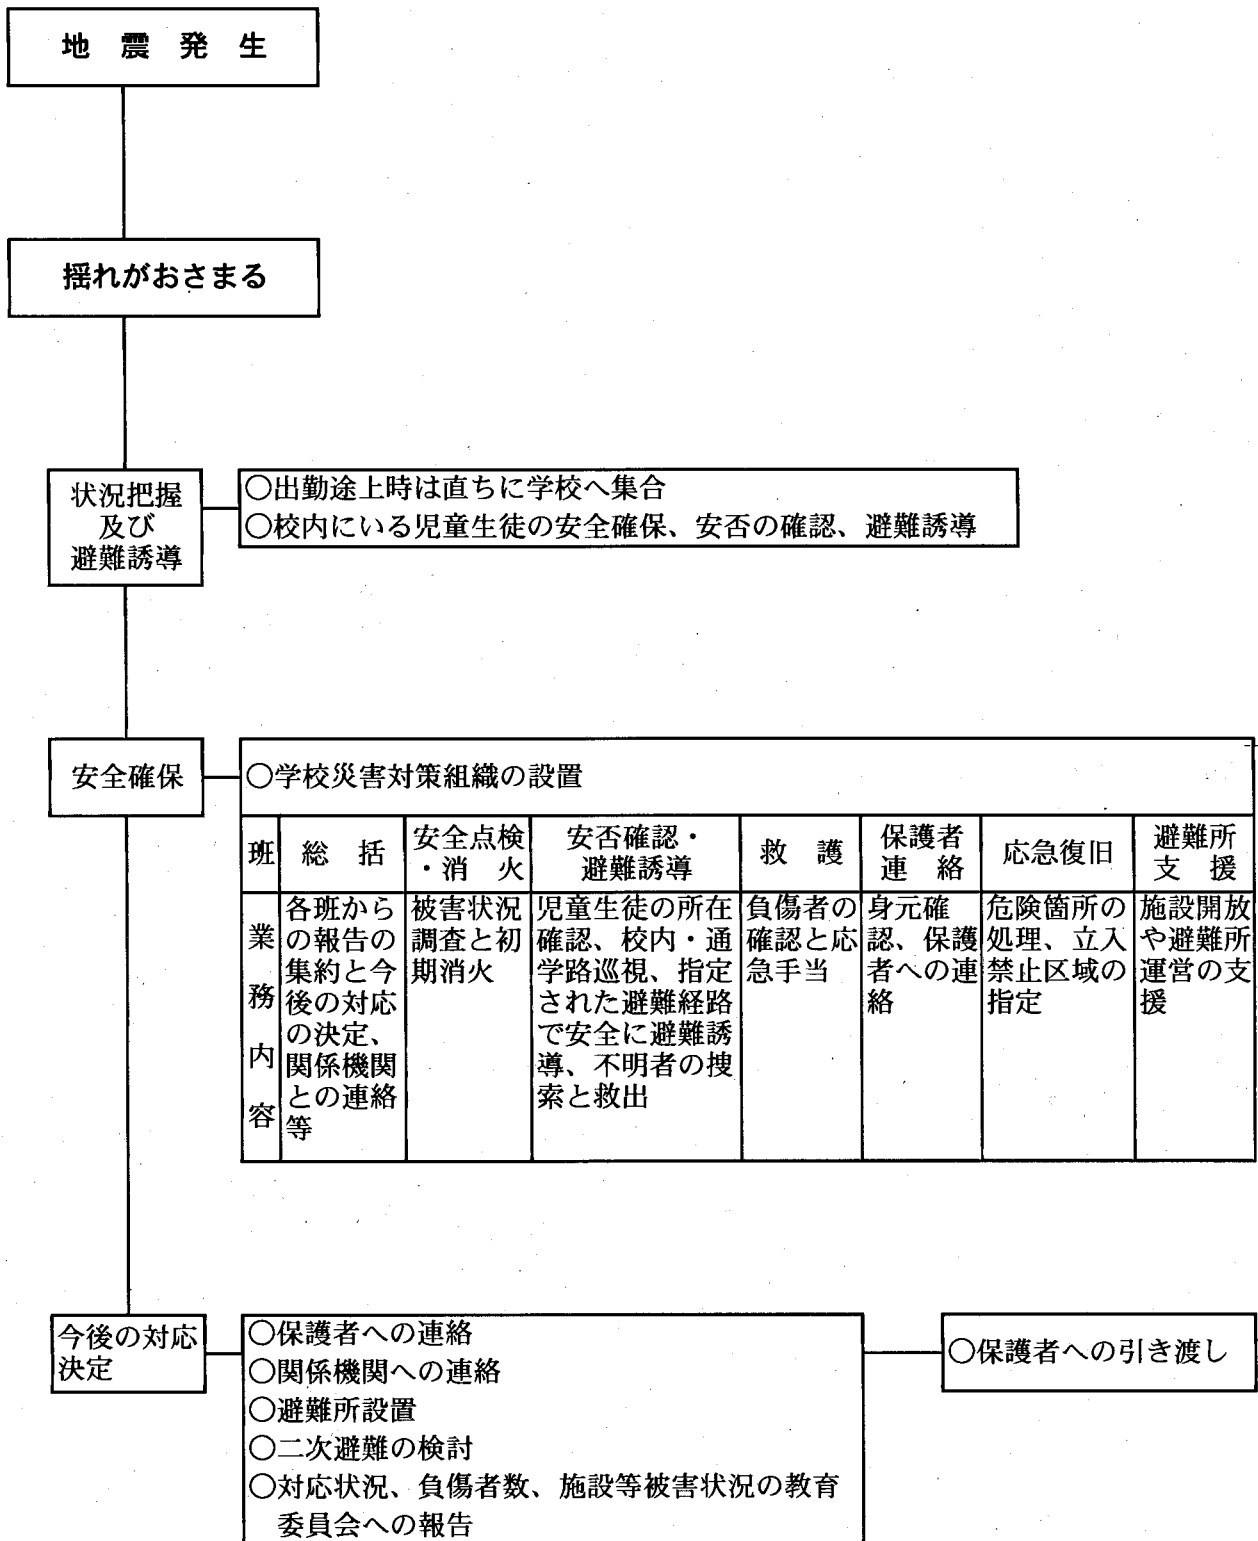 地 震 発 生
揺れがおさまる
状況把握
及び
避難誘導
○出勤途上時は直ちに学校へ集合
○校内にいる児童生徒の安全確保、安否の確認、避難誘導
安全確保
○学校災害対策組織の設置
班
総 括
安全点検
・消 火
安否確認・
避難誘導
救 護
保護者
連 絡
応急復旧
避難所
支 援
業
務
内
容
各班から
の報告の
集約と今
後の対応
の決定、
関係機関
との連絡
等
被害状況
調査と初
期消火
児童生徒の所在
確認、校内・通
学路巡視、指定
された避難経路
で安全に避難誘
導、不明者の捜
索と救出
負傷者の
確認と応
急手当
身元確
認、保護
者への連
絡
危険箇所の
処理、立入
禁止区域の
指定
施設開放
や避難所
運営の支
援
今後の対応
決定
○保護者への連絡
○関係機関への連絡
○避難所設置
○二次避難の検討
○対応状況、負傷者数、施設等被害状況の教育
委員会への報告
○保護者への引き渡し